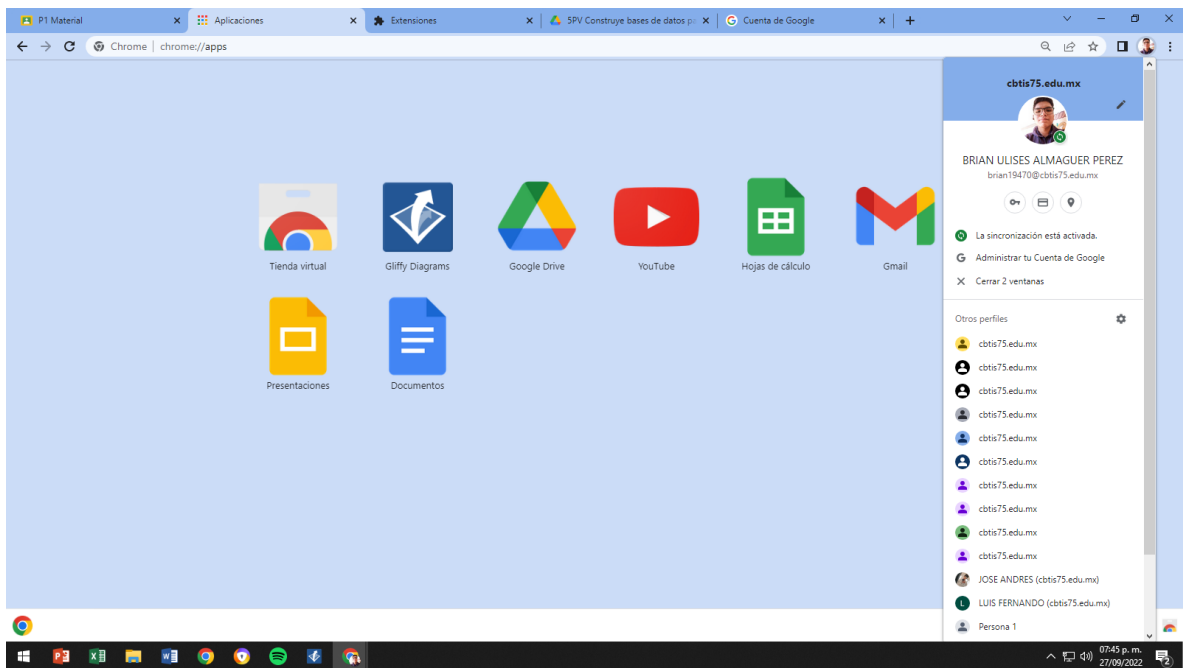 P1 Material
Aplicaciones
Extensiones
5PV Construye bases de datos pa
Cuenta de Google
Chrome | chrome://apps
cbtis75.edu.mx
BRIAN ULISES ALMAGUER PEREZ
brian19470@cbtis75.edu.mx
La sincronización está activada.
Administrar tu Cuenta de Google
Cerrar 2 ventanas
Otros perfiles
cbtis75.edu.mx
cbtis75.edu.mx
cbtis75.edu.mx
cbtis75.edu.mx
cbtis75.edu.mx
cbtis75.edu.mx
cbtis75.edu.mx
cbtis75.edu.mx
cbtis75.edu.mx
cbtis75.edu.mx
JOSE ANDRES (cbtis75.edu.mx)
LUIS FERNANDO (cbtis75.edu.mx)
Persona 1
Tienda virtual
Gliffy Diagrams
Google Drive
YouTube
Hojas de cálculo
Gmail
Presentaciones
Documentos
07:45 p. m.
27/09/2022